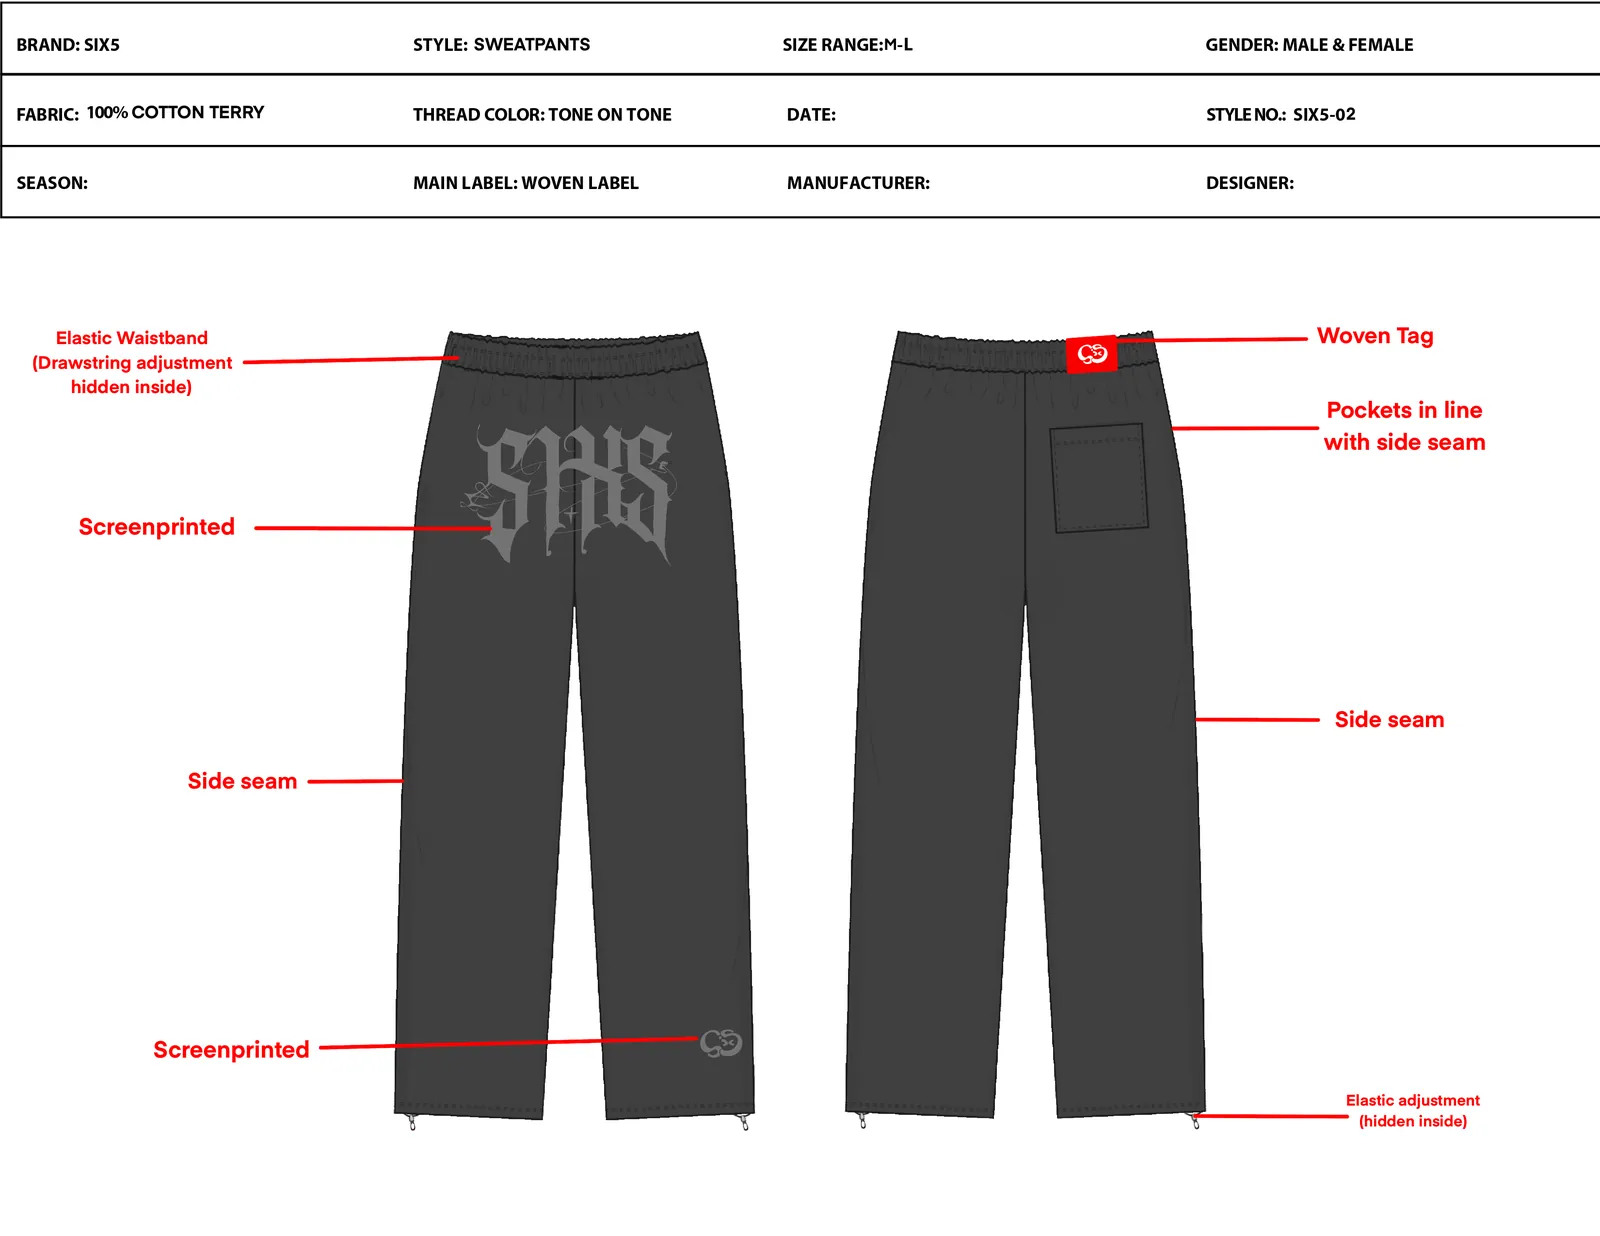 BRAND: SIX5
STYLE: SWEATPANTS
SIZE RANGE:M-L
GENDER: MALE & FEMALE
FABRIC: 100% COTTON TERRY
THREAD COLOR: TONE ON TONE
DATE:
STYLE NO.: SIX5-02
SEASON:
MAIN LABEL: WOVEN LABEL
MANUFACTURER:
DESIGNER:
Elastic Waistband
(Drawstring adjustment
hidden inside)
Woven Tag
Pockets in line
with side seam
Screenprinted
Side seam
Side seam
Screenprinted
Elastic adjustment
(hidden inside)